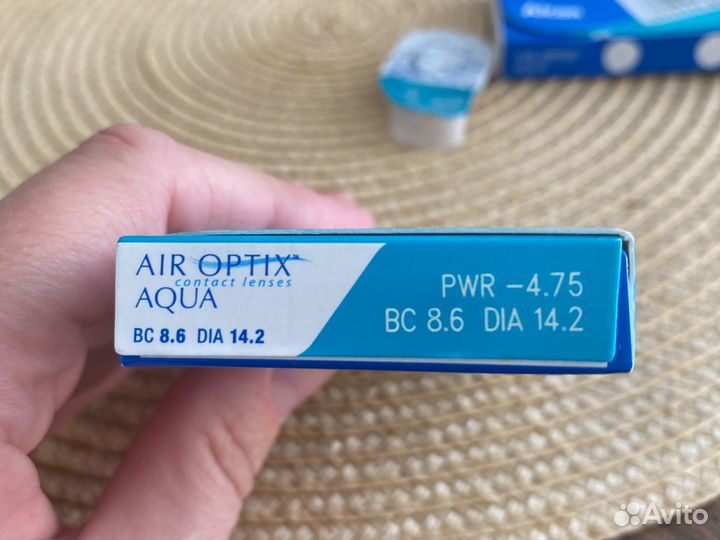 AIR OPTIX™
contact lenses
AQUA
BC 8.6 DIA 14.2
PWR -4.75
BC 8.6 DIA 14.2
Avito